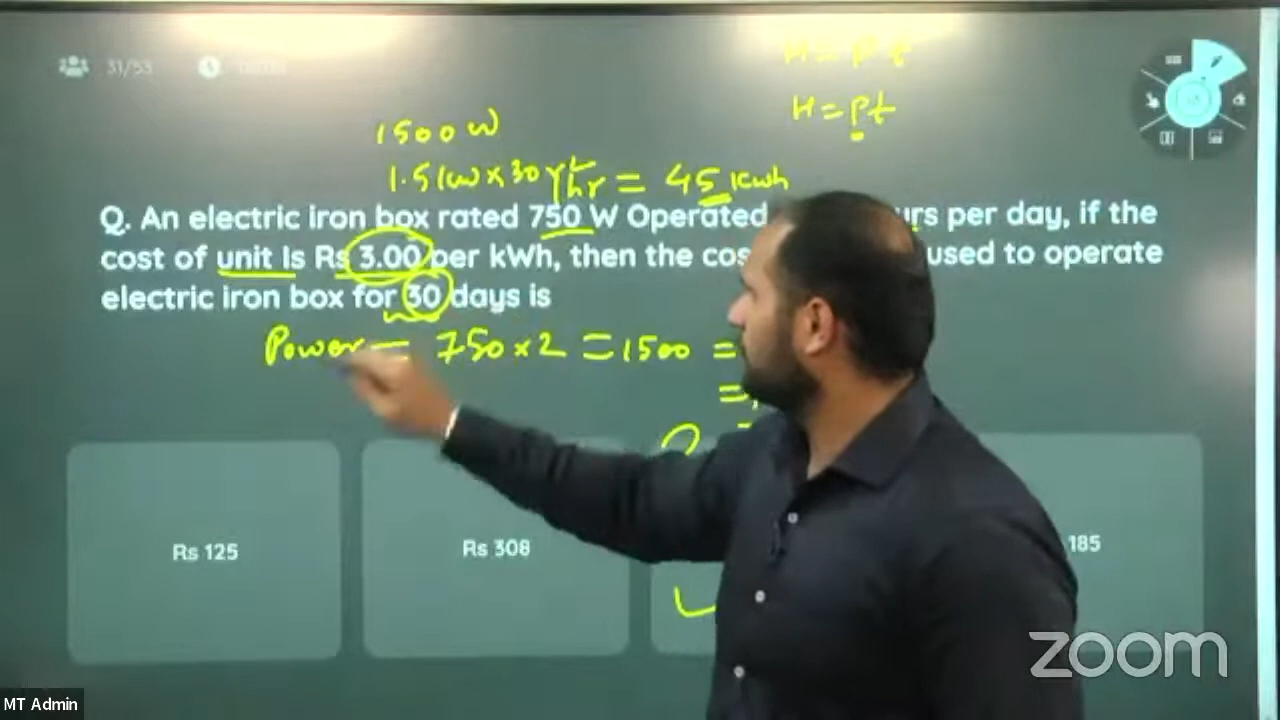 31/53
H = P t
H = Pt
1500 W
1.5 kW × 30 hr = 45 kWh
Q. An electric iron box rated 750 W Operated urs per day, if the
cost of unit is Rs 3.00 per kWh, then the cos used to operate
electric iron box for 30 days is
Power = 750 × 2 = 1500 =
=
Rs 125
Rs 308
185
zoom
MT Admin